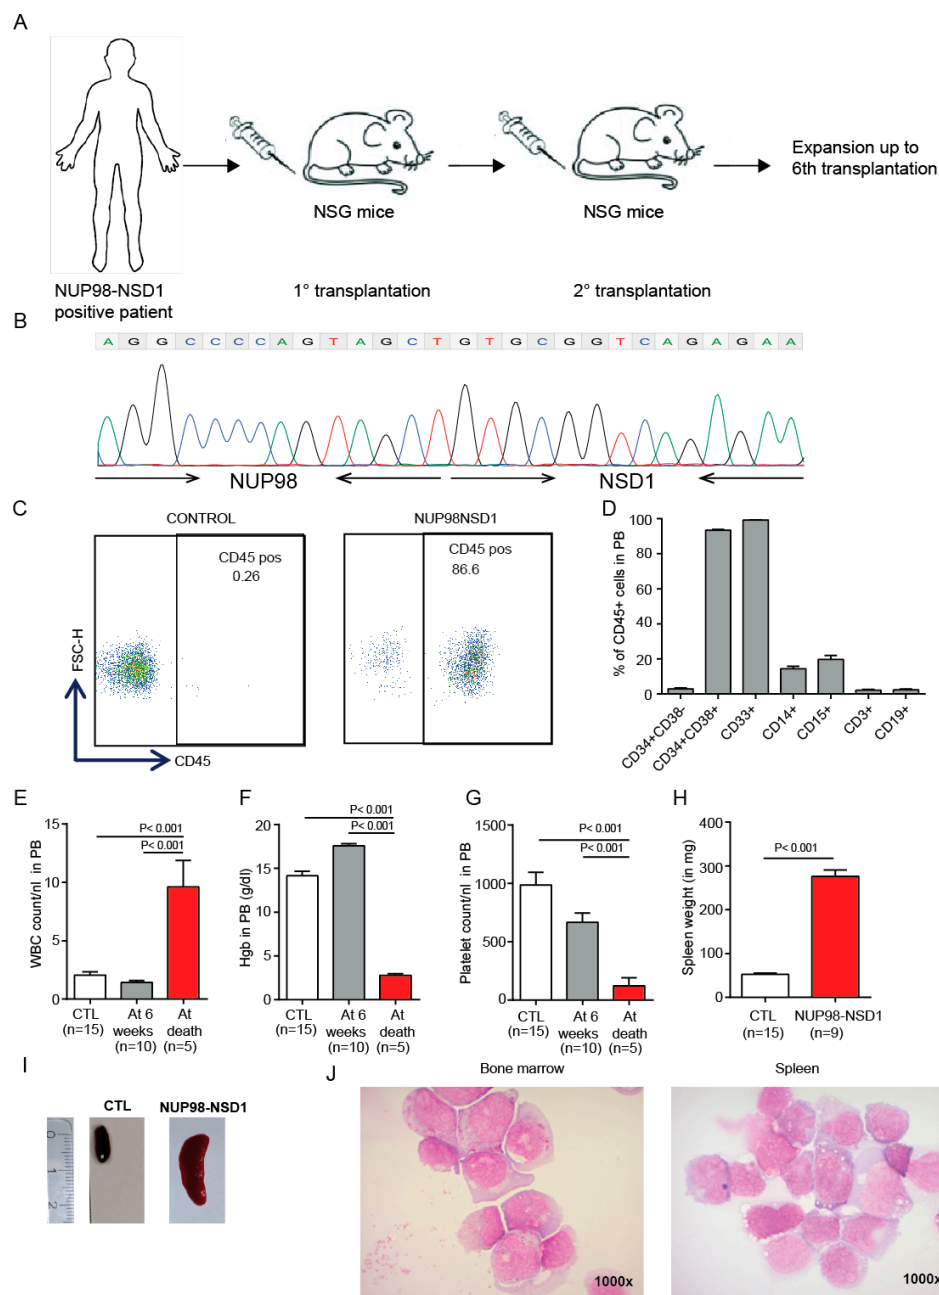 A
NUP98-NSD1
positive patient
NSG mice
1° transplantation
NSG mice
2° transplantation
Expansion up to
6th transplantation
B
A G G C C C C A G T A G C T G T G C G G T C A G A G A A
NUP98
NSD1
C
CONTROL
CD45 pos
0.26
NUP98NSD1
CD45 pos
86.6
FSC-H
CD45
D
% of CD45+ cells in PB
100
80
60
40
20
0
CD34+CD38-
CD34+CD38+
CD33+
CD14+
CD15+
CD3+
CD19+
E
WBC count/nl in PB
15
10
5
0
P< 0.001
P< 0.001
CTL
(n=15)
At 6
weeks
(n=10)
At
death
(n=5)
F
Hgb in PB (g/dl)
20
15
10
5
0
P< 0.001
P< 0.001
CTL
(n=15)
At 6
weeks
(n=10)
At
death
(n=5)
G
Platelet count/nl in PB
1500
1000
500
0
P< 0.001
P< 0.001
CTL
(n=15)
At 6
weeks
(n=10)
At
death
(n=5)
H
Spleen weight (in mg)
400
300
200
100
0
P< 0.001
CTL
(n=15)
NUP98-NSD1
(n=9)
I
CTL
NUP98-NSD1
0
1
2
J
Bone marrow
1000x
Spleen
1000x